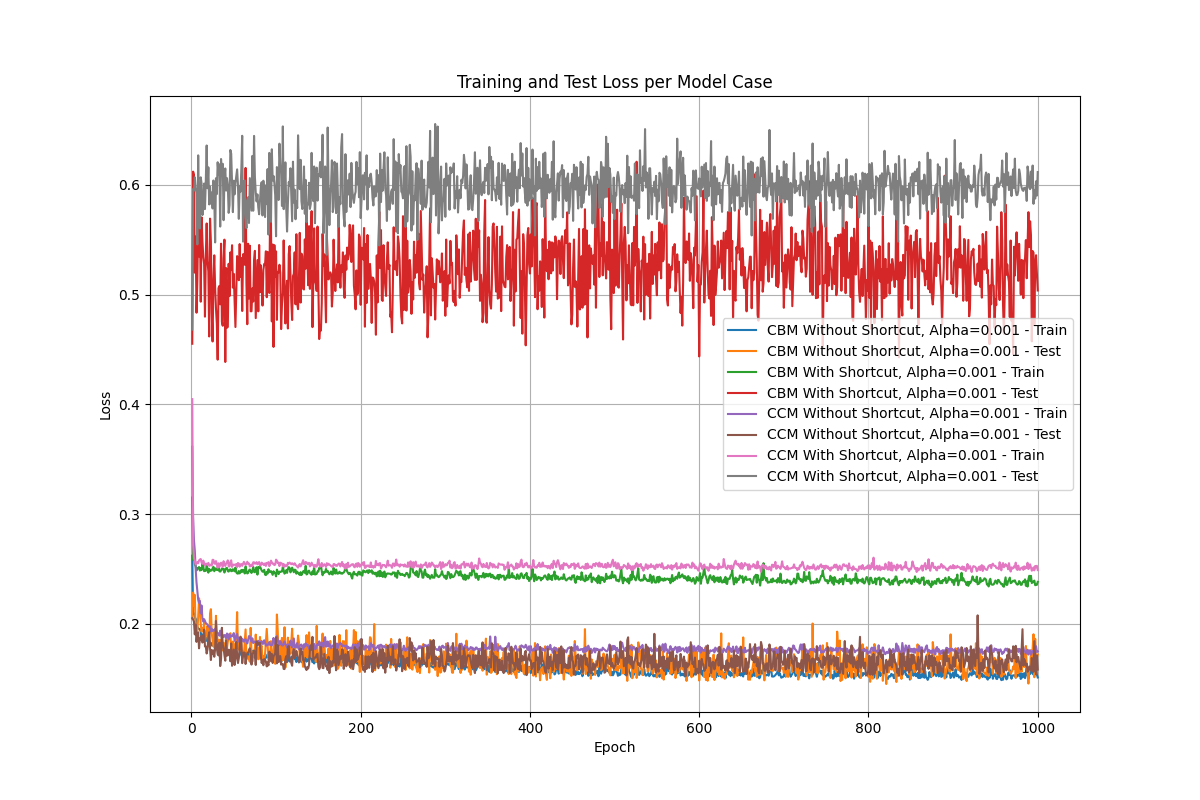 Training and Test Loss per Model Case
0.6
0.5
0.4
0.3
0.2
Loss
CBM Without Shortcut, Alpha=0.001 - Train
CBM Without Shortcut, Alpha=0.001 - Test
CBM With Shortcut, Alpha=0.001 - Train
CBM With Shortcut, Alpha=0.001 - Test
CCM Without Shortcut, Alpha=0.001 - Train
CCM Without Shortcut, Alpha=0.001 - Test
CCM With Shortcut, Alpha=0.001 - Train
CCM With Shortcut, Alpha=0.001 - Test
0 200 400 600 800 1000
Epoch